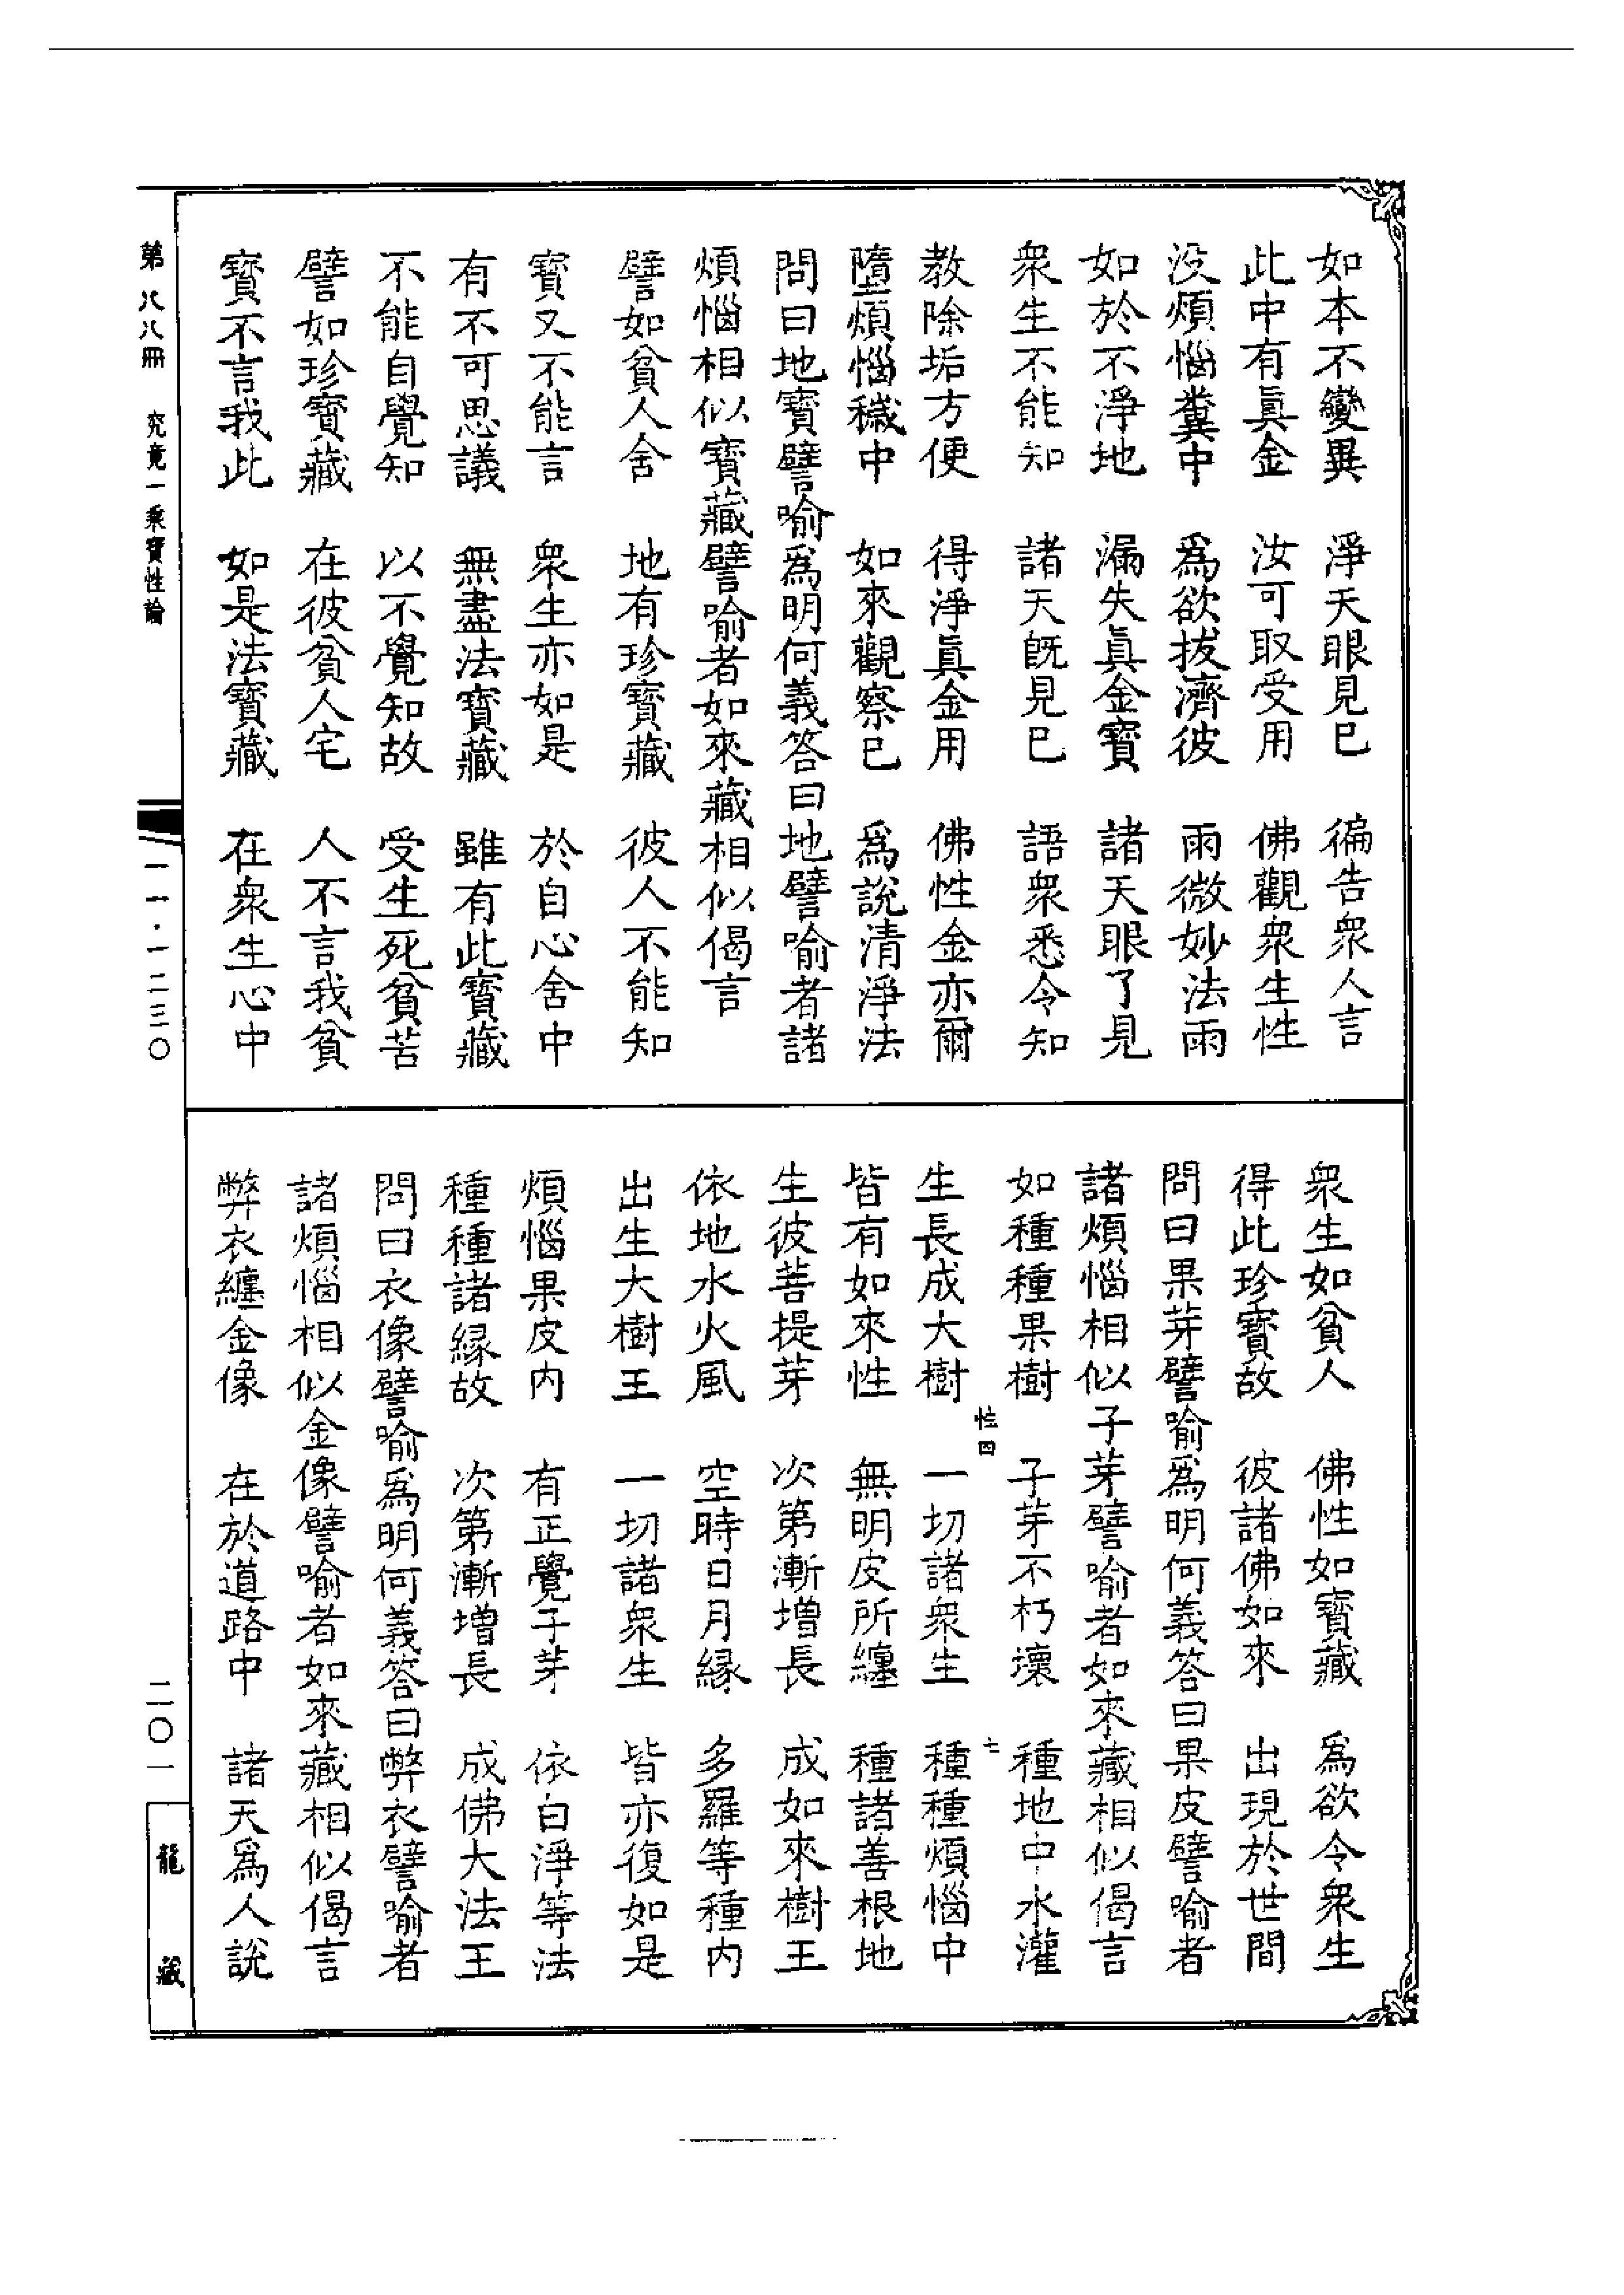 如本不變異　淨天眼見已　徧告衆人言
此中有眞金　汝可取受用　佛觀衆生性
沒煩惱糞中　爲欲拔濟彼　雨微妙法雨
如於不淨地　漏失眞金寶　諸天眼了見
衆生不能知　諸天既見已　語衆悉令知
教除垢方便　得淨眞金用　佛性金亦爾
墮煩惱穢中　如來觀察已　爲說清淨法
問曰地寶譬喻爲明何義答曰地譬喻者諸
煩惱相似寶藏譬喻者如來藏相似偈言
譬如貧人舍　地有珍寶藏　彼人不能知
寶又不能言　衆生亦如是　於自心舍中
有不可思議　無盡法寶藏　雖有此寶藏
不能自覺知　以不覺知故　受生死貧苦
譬如珍寶藏　在彼貧人宅　人不言我貧
寶不言我此　如是法寶藏　在衆生心中
衆生如貧人　佛性如寶藏　爲欲令衆生
得此珍寶故　彼諸佛如來　出現於世間
問曰果芽譬喻爲明何義答曰果皮譬喻者
諸煩惱相似子芽譬喻者如來藏相似偈言
如種種果樹　子芽不朽壞　種地中水灌
性四　七
生長成大樹　一切諸衆生　種種煩惱中
皆有如來性　無明皮所纏　種諸善根地
生彼菩提芽　次第漸增長　成如來樹王
依地水火風　空時日月緣　多羅等種內
出生大樹王　一切諸衆生　皆亦復如是
煩惱果皮內　有正覺子芽　依白淨等法
種種諸緣故　次第漸增長　成佛大法王
問曰衣像譬喻爲明何義答曰弊衣譬喻者
諸煩惱相似金像譬喻者如來藏相似偈言
弊衣纏金像　在於道路中　諸天爲人說
第八八冊　究竟一乘寶性論　一一・一二三〇　二〇一　龍藏